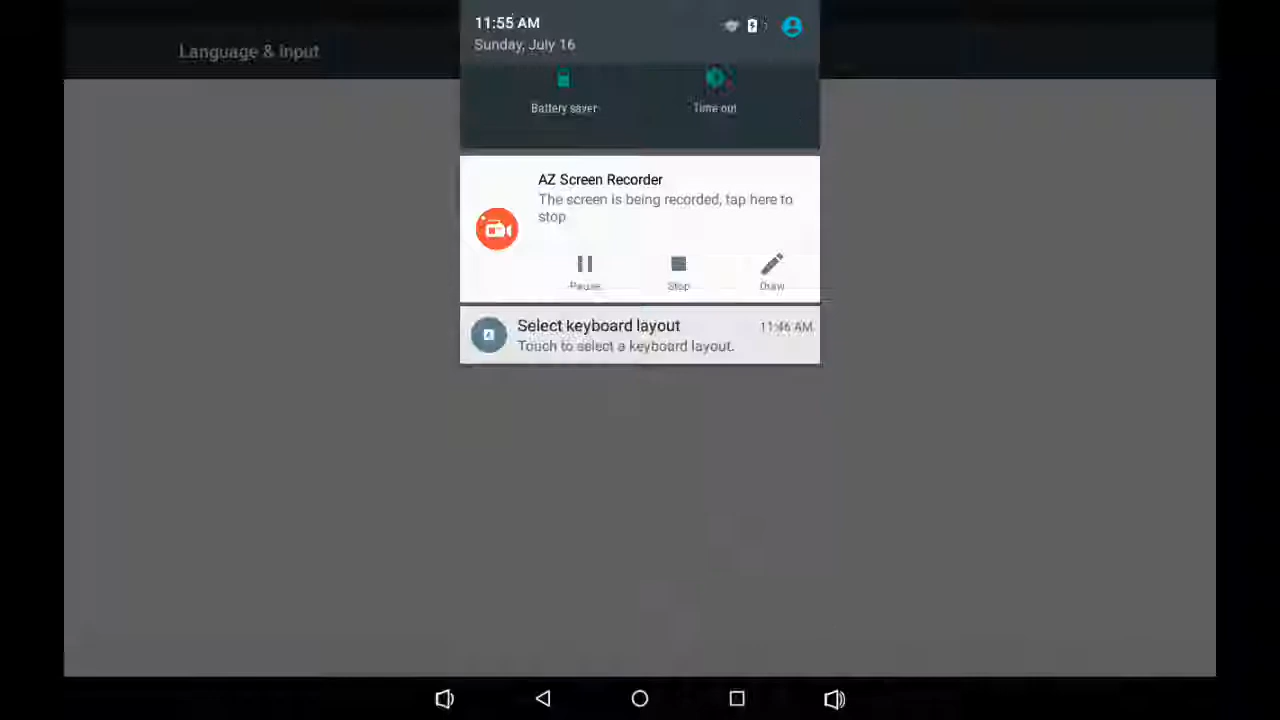 11:55 AM
Sunday, July 16
Language & input
Battery saver
Time out
AZ Screen Recorder
The screen is being recorded, tap here to
stop
Pause
Stop
Draw
Select keyboard layout
11:46 AM
Touch to select a keyboard layout.